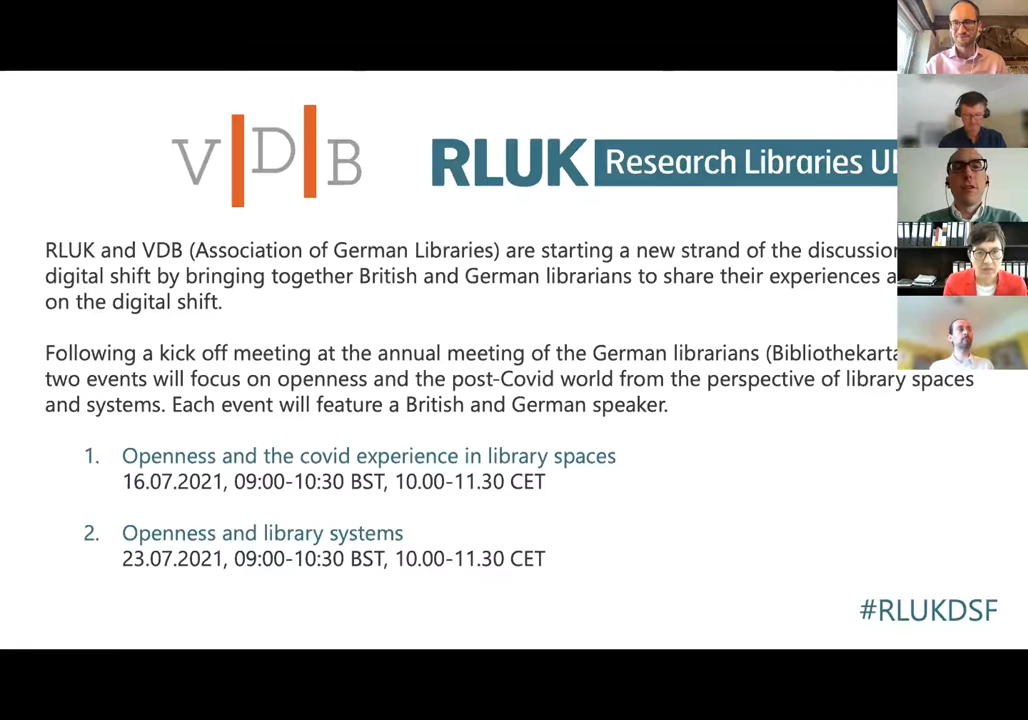 VDB
RLUK Research Libraries
RLUK and VDB (Association of German Libraries) are starting a new strand of the
digital shift by bringing together British and German librarians to share their experiences
on the digital shift.
Following a kick off meeting at the annual meeting of the German librarians
two events will focus on openness and the post-Covid world from the perspective of library spaces
and systems. Each event will feature a British and German speaker.
1. Openness and the covid experience in library spaces
16.07.2021, 09:00-10:30 BST, 10.00-11.30 CET
2. Openness and library systems
23.07.2021, 09:00-10:30 BST, 10.00-11.30 CET
#RLUKDSF